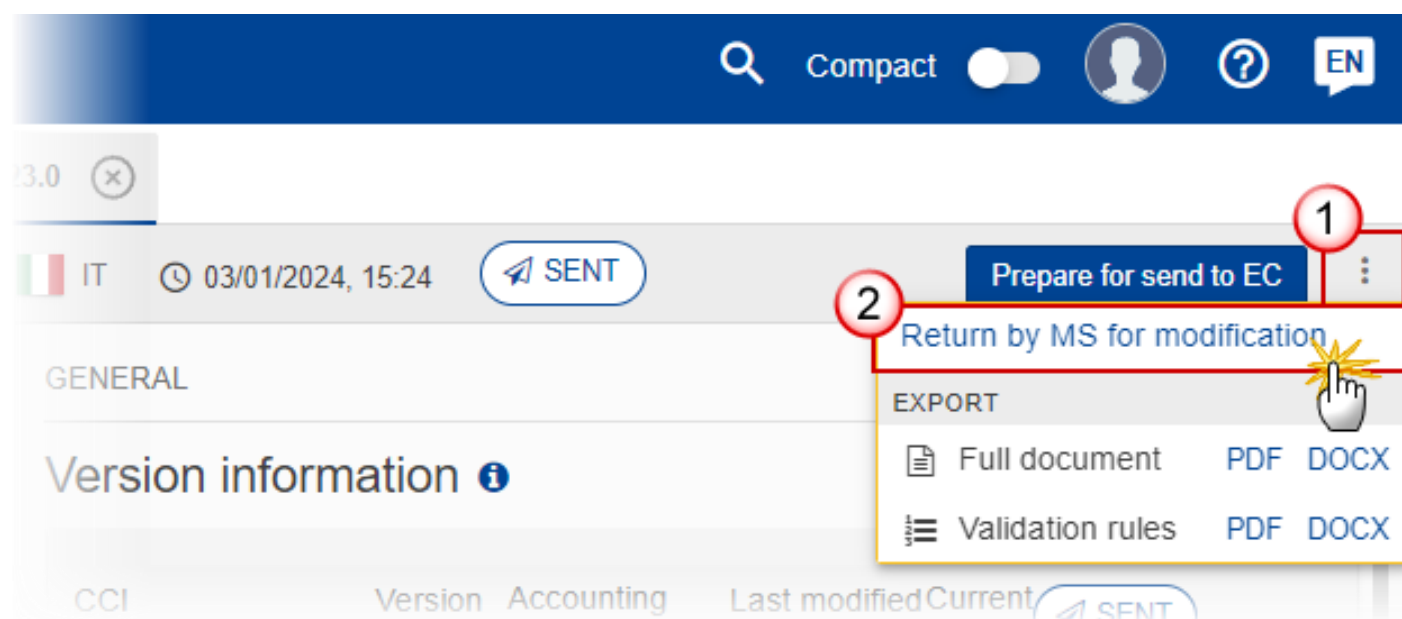 Compact EN
23.0
1
IT 03/01/2024, 15:24 SENT Prepare for send to EC
2
Return by MS for modification
GENERAL
EXPORT
Full document PDF DOCX
Version information
Validation rules PDF DOCX
CCI Version Accounting Last modified Current SENT